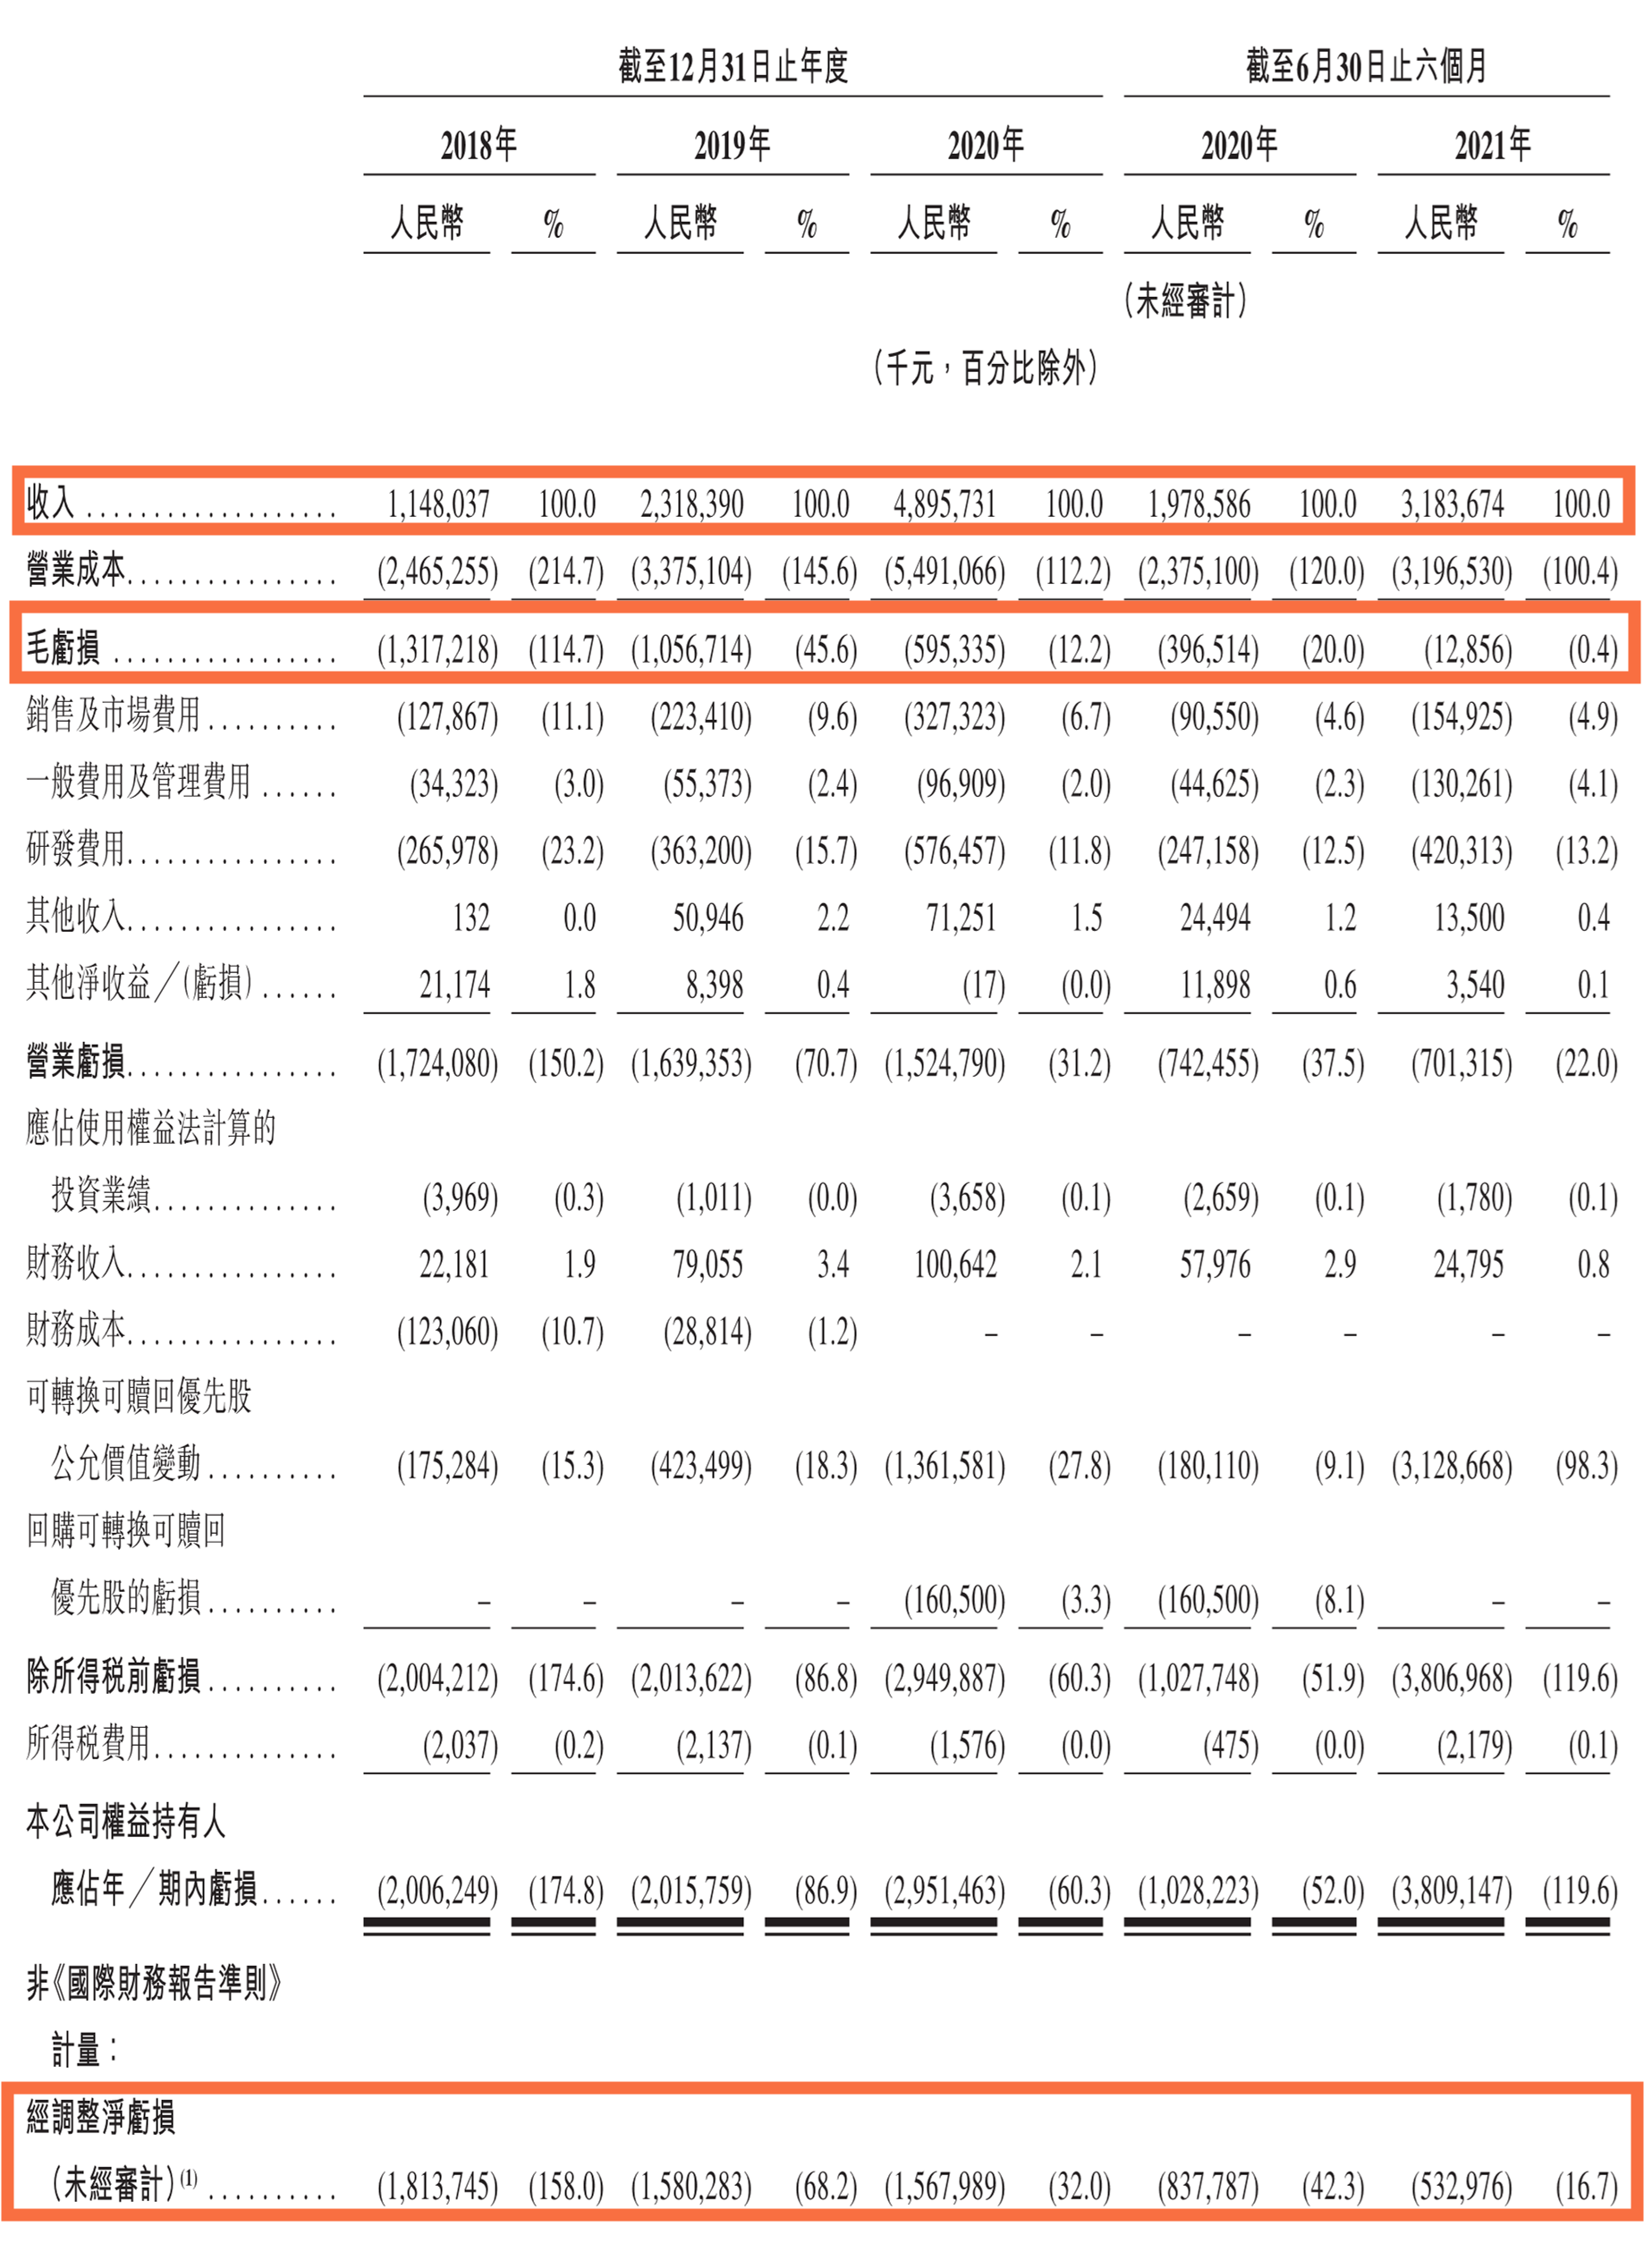 截至12月31日止年度 截至6月30日止六個月
2018年 2019年 2020年 2020年 2021年
人民幣 % 人民幣 % 人民幣 % 人民幣 % 人民幣 %
（未經審計）
（千元，百分比除外）
收入 ................... 1,148,037 100.0 2,318,390 100.0 4,895,731 100.0 1,978,586 100.0 3,183,674 100.0
營業成本................ (2,465,255) (214.7) (3,375,104) (145.6) (5,491,066) (112.2) (2,375,100) (120.0) (3,196,530) (100.4)
毛虧損 ................. (1,317,218) (114.7) (1,056,714) (45.6) (595,335) (12.2) (396,514) (20.0) (12,856) (0.4)
銷售及市場費用.......... (127,867) (11.1) (223,410) (9.6) (327,323) (6.7) (90,550) (4.6) (154,925) (4.9)
一般費用及管理費用 ...... (34,323) (3.0) (55,373) (2.4) (96,909) (2.0) (44,625) (2.3) (130,261) (4.1)
研發費用................ (265,978) (23.2) (363,200) (15.7) (576,457) (11.8) (247,158) (12.5) (420,313) (13.2)
其他收入................ 132 0.0 50,946 2.2 71,251 1.5 24,494 1.2 13,500 0.4
其他淨收益／(虧損) ...... 21,174 1.8 8,398 0.4 (17) (0.0) 11,898 0.6 3,540 0.1
營業虧損................ (1,724,080) (150.2) (1,639,353) (70.7) (1,524,790) (31.2) (742,455) (37.5) (701,315) (22.0)
應佔使用權益法計算的
投資業績.............. (3,969) (0.3) (1,011) (0.0) (3,658) (0.1) (2,659) (0.1) (1,780) (0.1)
財務收入................ 22,181 1.9 79,055 3.4 100,642 2.1 57,976 2.9 24,795 0.8
財務成本................ (123,060) (10.7) (28,814) (1.2) – – – – – –
可轉換可贖回優先股
公允價值變動.......... (175,284) (15.3) (423,499) (18.3) (1,361,581) (27.8) (180,110) (9.1) (3,128,668) (98.3)
回購可轉換可贖回
優先股的虧損.......... – – – – (160,500) (3.3) (160,500) (8.1) – –
除所得稅前虧損.......... (2,004,212) (174.6) (2,013,622) (86.8) (2,949,887) (60.3) (1,027,748) (51.9) (3,806,968) (119.6)
所得稅費用.............. (2,037) (0.2) (2,137) (0.1) (1,576) (0.0) (475) (0.0) (2,179) (0.1)
本公司權益持有人
應佔年／期內虧損...... (2,006,249) (174.8) (2,015,759) (86.9) (2,951,463) (60.3) (1,028,223) (52.0) (3,809,147) (119.6)
非《國際財務報告準則》
計量：
經調整淨虧損
（未經審計）(1) .......... (1,813,745) (158.0) (1,580,283) (68.2) (1,567,989) (32.0) (837,787) (42.3) (532,976) (16.7)